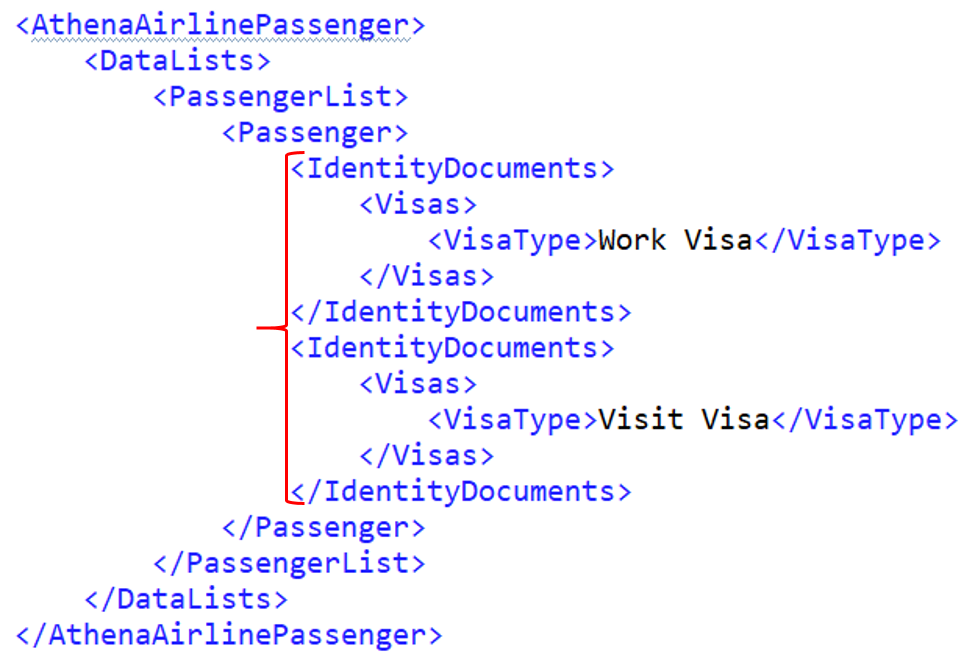 <AthenaAirlinePassenger>
<DataLists>
<PassengerList>
<Passenger>
<IdentityDocuments>
<Visas>
<VisaType>Work Visa</VisaType>
</Visas>
</IdentityDocuments>
<IdentityDocuments>
<Visas>
<VisaType>Visit Visa</VisaType>
</Visas>
</IdentityDocuments>
</Passenger>
</PassengerList>
</DataLists>
</AthenaAirlinePassenger>